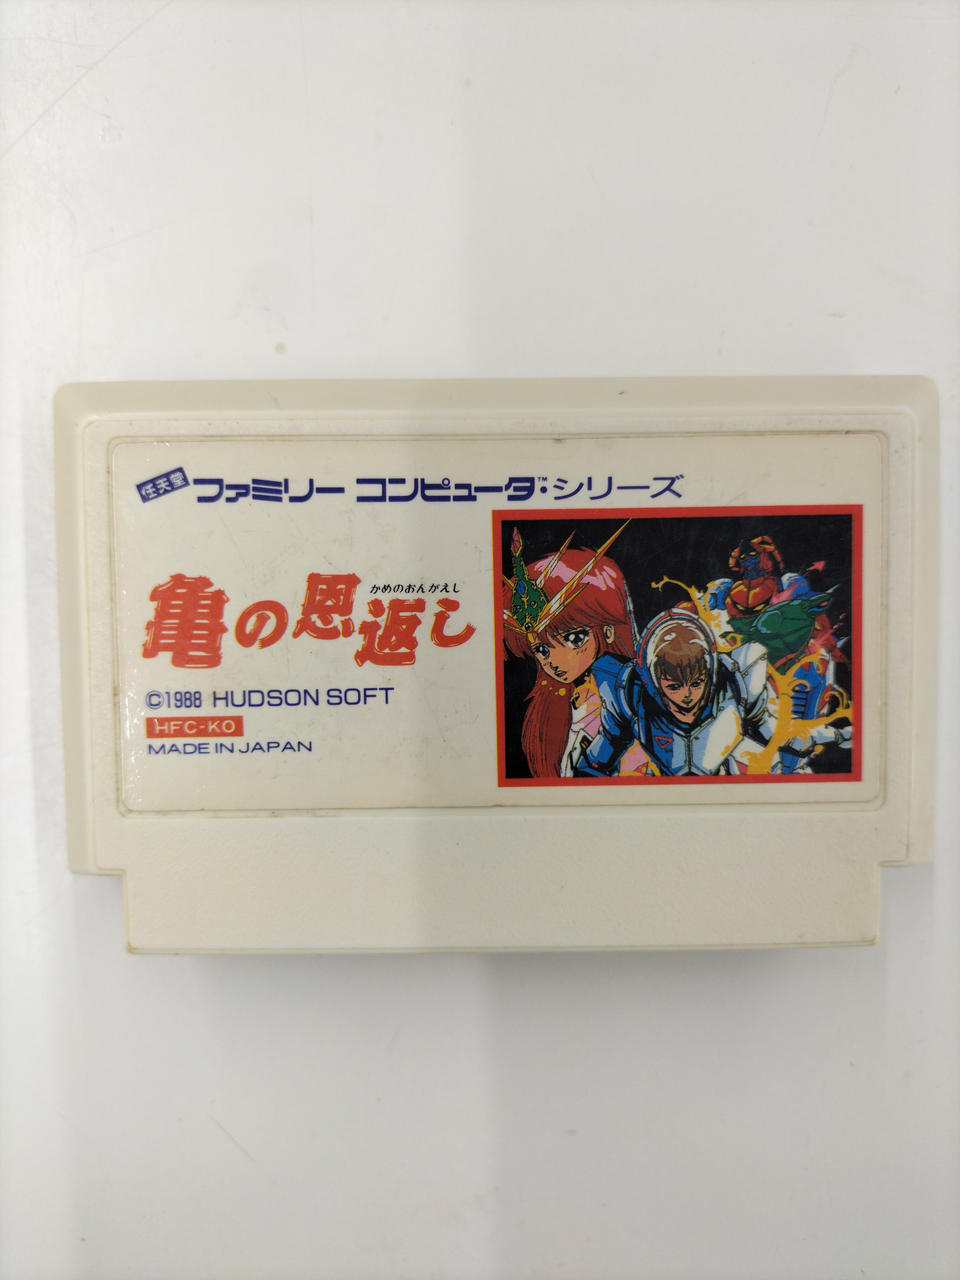 任天堂 ファミリー コンピュータ™・シリーズ
かめのおんがえし
亀の恩返し
©1988 HUDSON SOFT
HFC-KO
MADE IN JAPAN